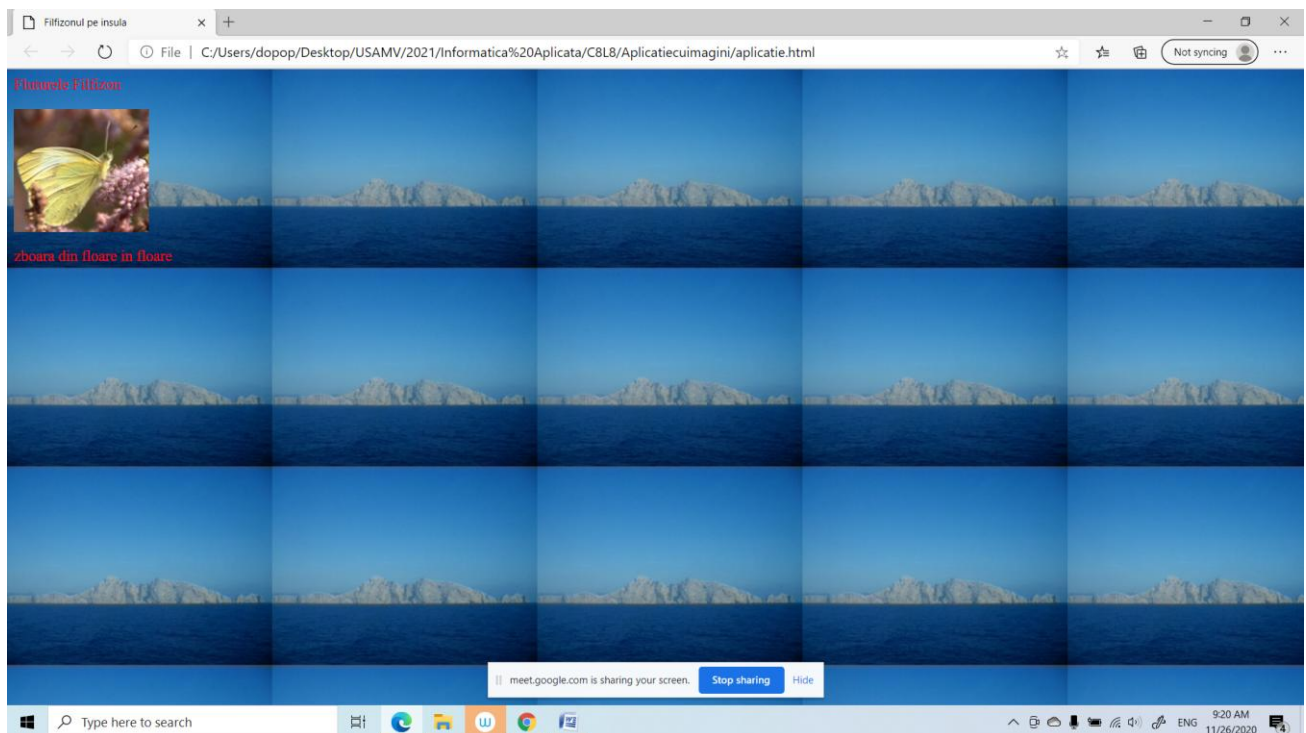 Filfizonul pe insula
File | C:/Users/dopop/Desktop/USAMV/2021/Informatica%20Aplicata/C8L8/Aplicatiecuimagini/aplicatie.html
Not syncing
Fluturele Filfizon
zboara din floare in floare
meet.google.com is sharing your screen. Stop sharing Hide
Type here to search
W
ENG
9:20 AM
11/26/2020
4